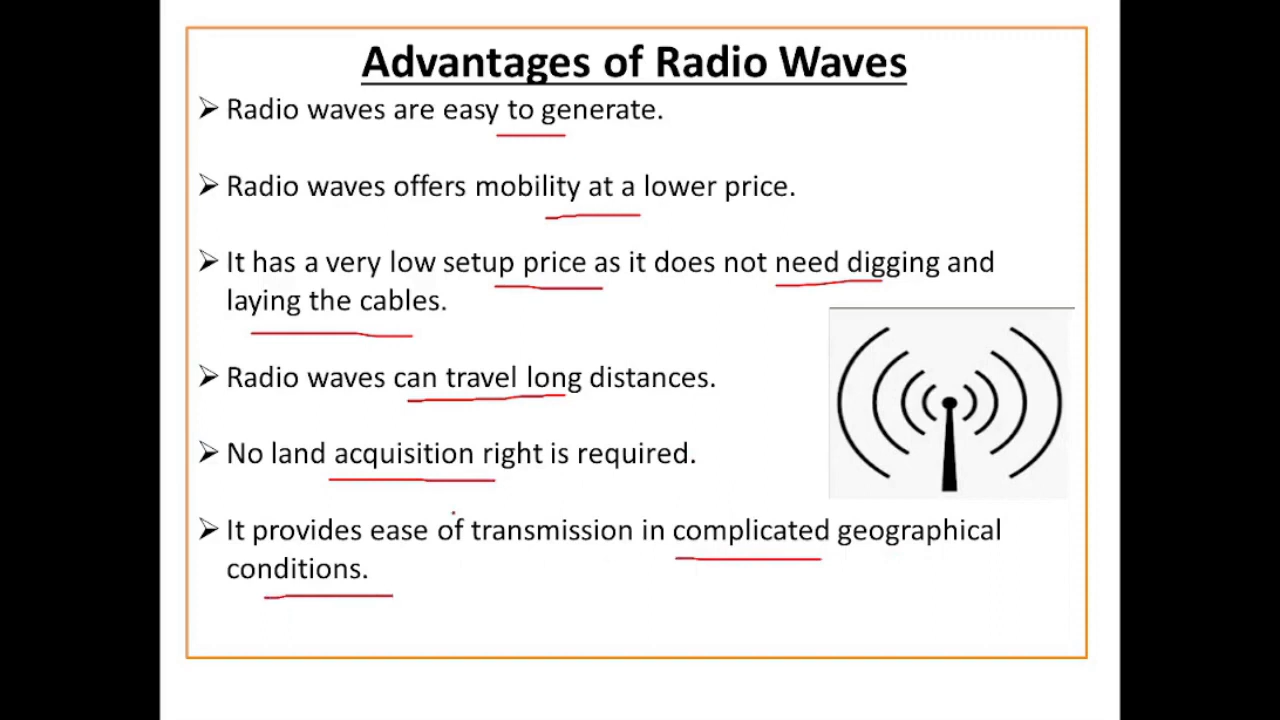 Advantages of Radio Waves
➢ Radio waves are easy to generate.
➢ Radio waves offers mobility at a lower price.
➢ It has a very low setup price as it does not need digging and
laying the cables.
➢ Radio waves can travel long distances.
➢ No land acquisition right is required.
➢ It provides ease of transmission in complicated geographical
conditions.